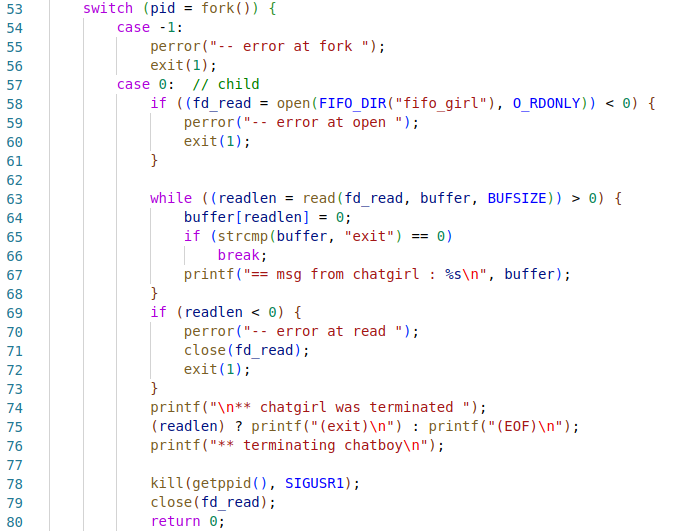 53 switch (pid = fork()) {
54 case -1:
55 perror("-- error at fork ");
56 exit(1);
57 case 0:  // child
58 if ((fd_read = open(FIFO_DIR("fifo_girl"), O_RDONLY)) < 0) {
59 perror("-- error at open ");
60 exit(1);
61 }
62
63 while ((readlen = read(fd_read, buffer, BUFSIZE)) > 0) {
64 buffer[readlen] = 0;
65 if (strcmp(buffer, "exit") == 0)
66 break;
67 printf("== msg from chatgirl : %s\n", buffer);
68 }
69 if (readlen < 0) {
70 perror("-- error at read ");
71 close(fd_read);
72 exit(1);
73 }
74 printf("\n** chatgirl was terminated ");
75 (readlen) ? printf("(exit)\n") : printf("(EOF)\n");
76 printf("** terminating chatboy\n");
77
78 kill(getppid(), SIGUSR1);
79 close(fd_read);
80 return 0;